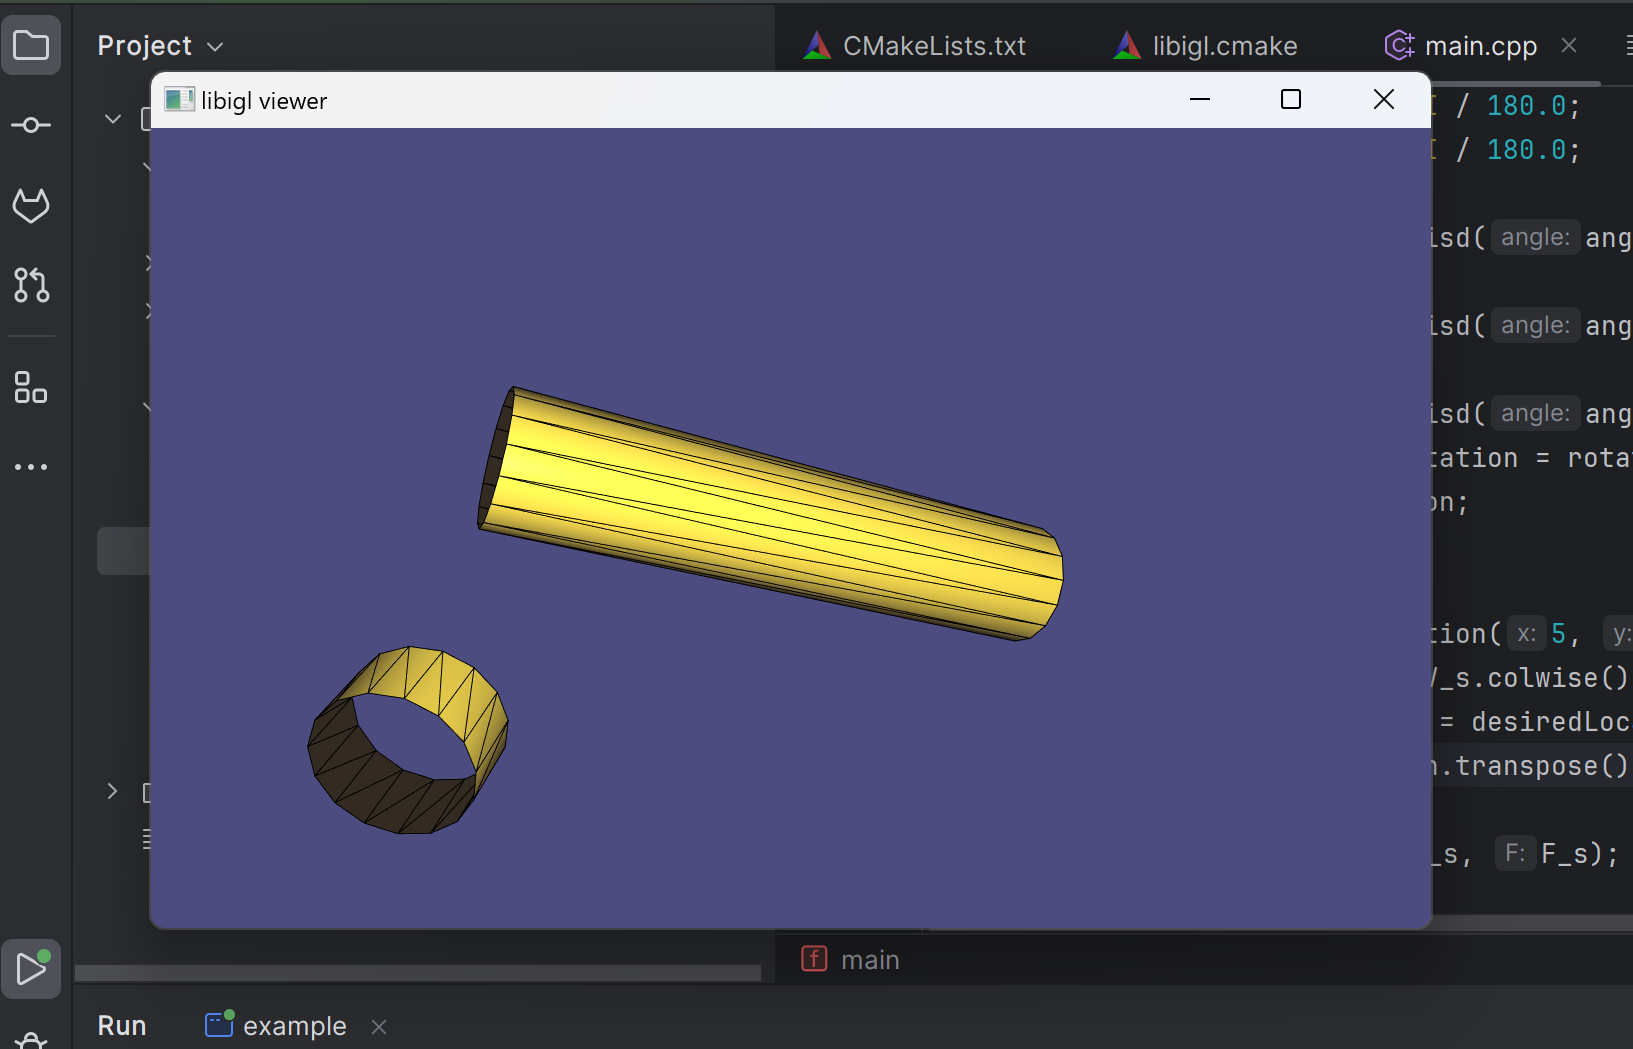 Project
CMakeLists.txt
libigl.cmake
main.cpp
libigl viewer
/ 180.0;
/ 180.0;
isd( angle: ang
isd( angle: ang
isd( angle: ang
tation = rota
on;
tion( x: 5, y:
_s.colwise()
= desiredLoc
.transpose()
_s, F: F_s);
main
Run
example